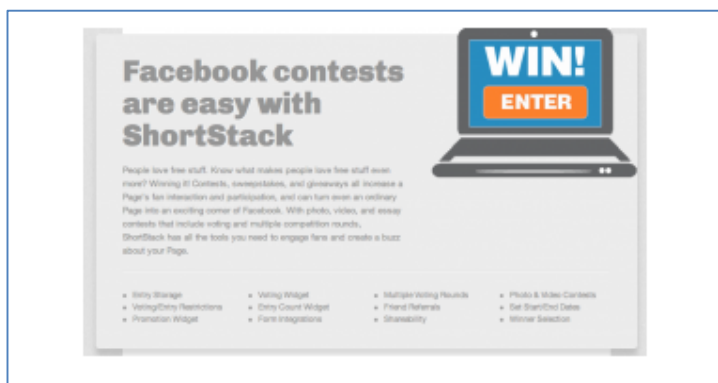 Facebook contests
are easy with
ShortStack
WIN!
ENTER
People love free stuff. Know what makes people love free stuff even
more? Winning it! Contests, sweepstakes, and giveaways all increase a
Page's fan interaction and participation, and can turn even an ordinary
Page into an exciting corner of Facebook. With photo, video, and essay
contests that include voting and multiple competition rounds,
ShortStack has all the tools you need to engage fans and create a buzz
about your Page.
• Entry Storage
• Voting/Entry Restrictions
• Promotion Widget
• Voting Widget
• Entry Count Widget
• Form Integrations
• Multiple Voting Rounds
• Friend Referrals
• Shareability
• Photo & Video Contests
• Set Start/End Dates
• Winner Selection